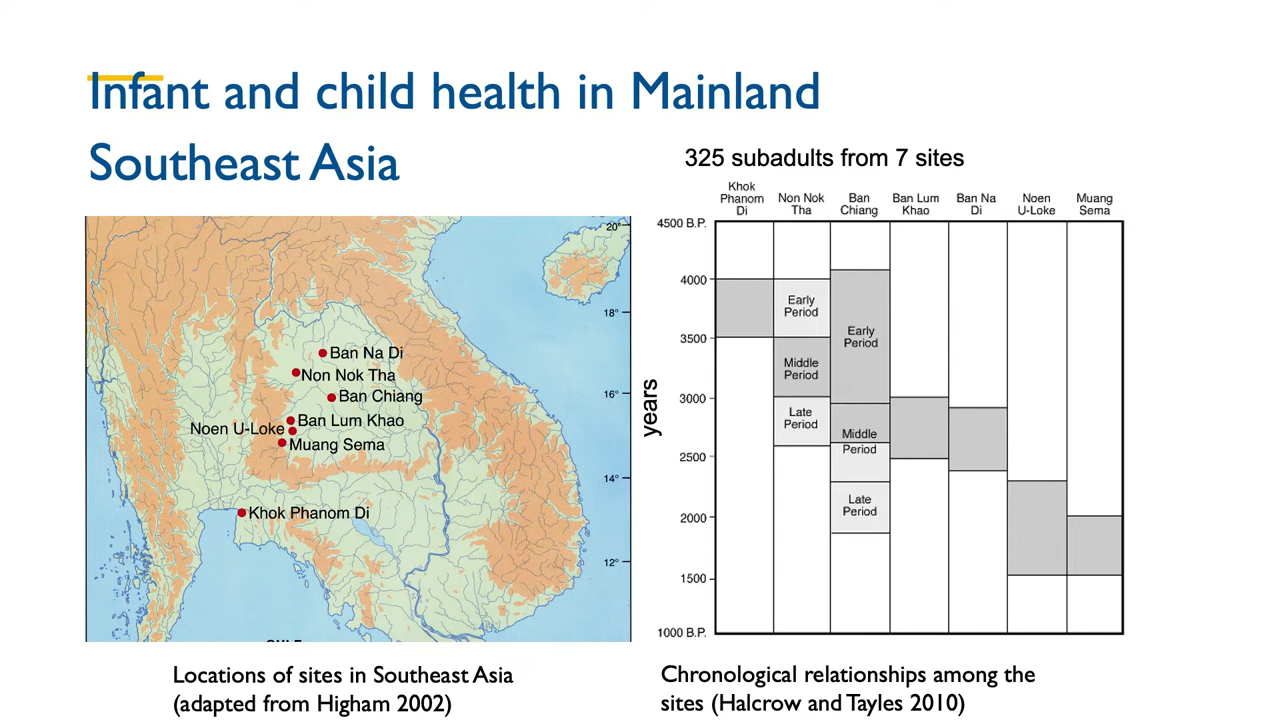 Infant and child health in Mainland
Southeast Asia
325 subadults from 7 sites
20°
18°
16°
14°
12°
Ban Na Di
Non Nok Tha
Ban Chiang
Ban Lum Khao
Noen U-Loke
Muang Sema
Khok Phanom Di
Khok
Phanom
Di
Non Nok
Tha
Ban
Chiang
Ban Lum
Khao
Ban Na
Di
Noen
U-Loke
Muang
Sema
years
4500 B.P.
4000
3500
3000
2500
2000
1500
1000 B.P.
Early
Period
Middle
Period
Late
Period
Early
Period
Middle
Period
Late
Period
Locations of sites in Southeast Asia
(adapted from Higham 2002)
Chronological relationships among the
sites (Halcrow and Tayles 2010)